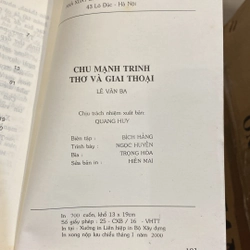 43 Lò Đúc - Hà Nội
CHU MẠNH TRINH
THƠ VÀ GIAI THOẠI
LÊ VĂN BA
Chịu trách nhiệm xuất bản
QUANG HUY
Biên tập : BÍCH HẰNG
Trình bày : NGỌC HUYỀN
Bìa : TRỌNG HÒA
Sửa bản in : HIỀN MAI
In 700 cuốn, khổ 13 x 19cm
Số giấy phép : 25 - CXB / 16 - VHTT
In tại : Xưởng in Liên hiệp in Bộ Xây dựng
In xong nộp lưu chiểu tháng 1 năm 2000